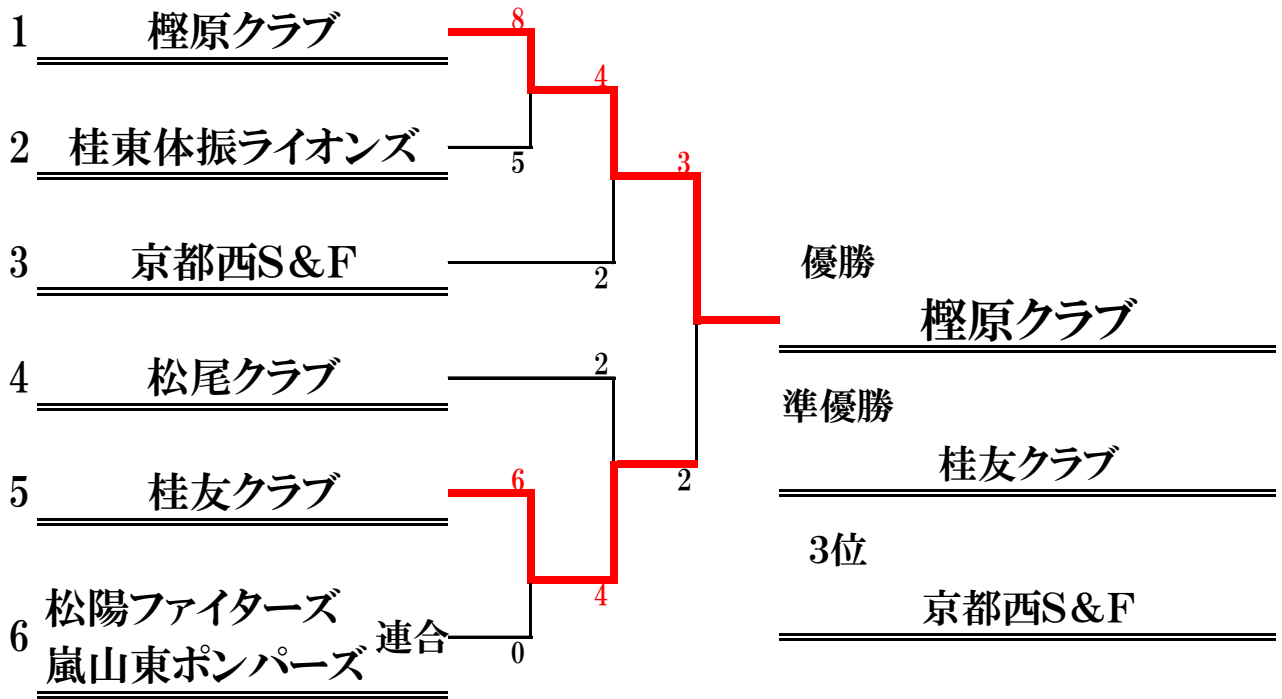 1 樫原クラブ 8
4
2 桂東体振ライオンズ 5
3
3 京都西S&F 2
4 松尾クラブ 2
2
5 桂友クラブ 6
4
6 松陽ファイターズ
嵐山東ポンパーズ 連合 0
優勝
樫原クラブ
準優勝
桂友クラブ
3位
京都西S&F